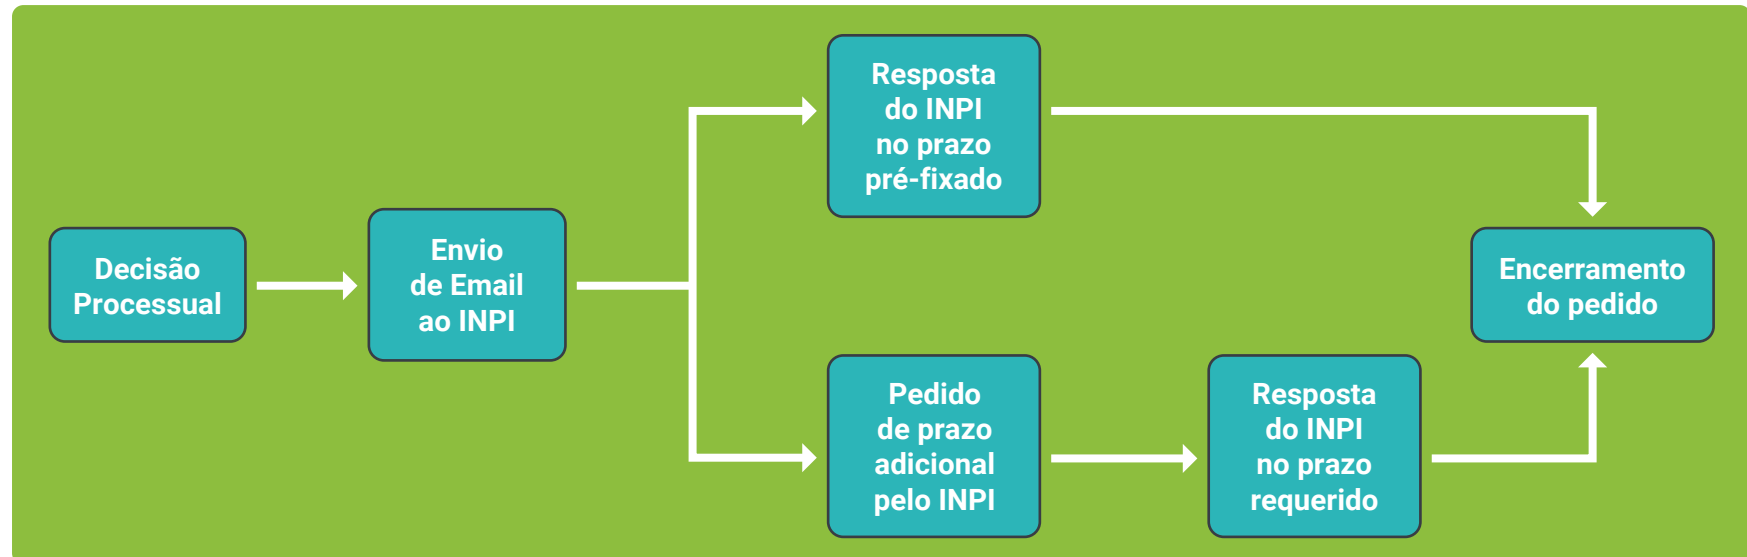 Decisão
Processual
Envio
de Email
ao INPI
Resposta
do INPI
no prazo
pré-fixado
Pedido
de prazo
adicional
pelo INPI
Resposta
do INPI
no prazo
requerido
Encerramento
do pedido